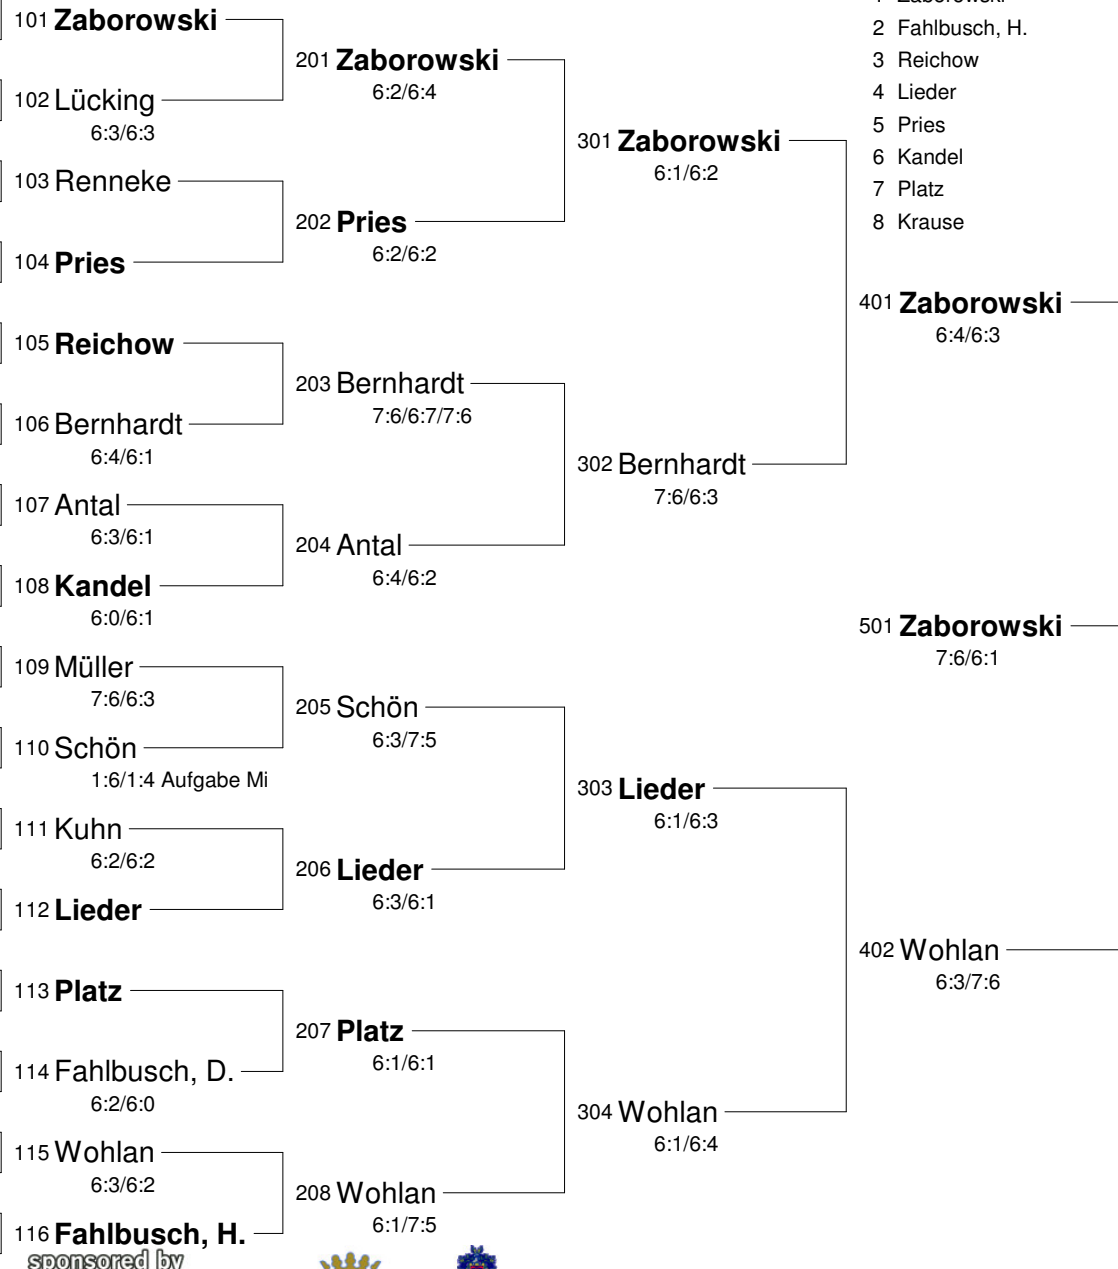 101 Zaborowski
102 Lücking
6:3/6:3
103 Renneke
104 Pries
105 Reichow
106 Bernhardt
6:4/6:1
107 Antal
6:3/6:1
108 Kandel
6:0/6:1
109 Müller
7:6/6:3
110 Schön
1:6/1:4 Aufgabe Mi
111 Kuhn
6:2/6:2
112 Lieder
113 Platz
114 Fahlbusch, D.
6:2/6:0
115 Wohlan
6:3/6:2
116 Fahlbusch, H.
201 Zaborowski
6:2/6:4
202 Pries
6:2/6:2
203 Bernhardt
7:6/6:7/7:6
204 Antal
6:4/6:2
205 Schön
6:3/7:5
206 Lieder
6:3/6:1
207 Platz
6:1/6:1
208 Wohlan
6:1/7:5
301 Zaborowski
6:1/6:2
302 Bernhardt
7:6/6:3
303 Lieder
6:1/6:3
304 Wohlan
6:1/6:4
1 Zaborowski
2 Fahlbusch, H.
3 Reichow
4 Lieder
5 Pries
6 Kandel
7 Platz
8 Krause
401 Zaborowski
6:4/6:3
501 Zaborowski
7:6/6:1
402 Wohlan
6:3/7:6
sponsored by